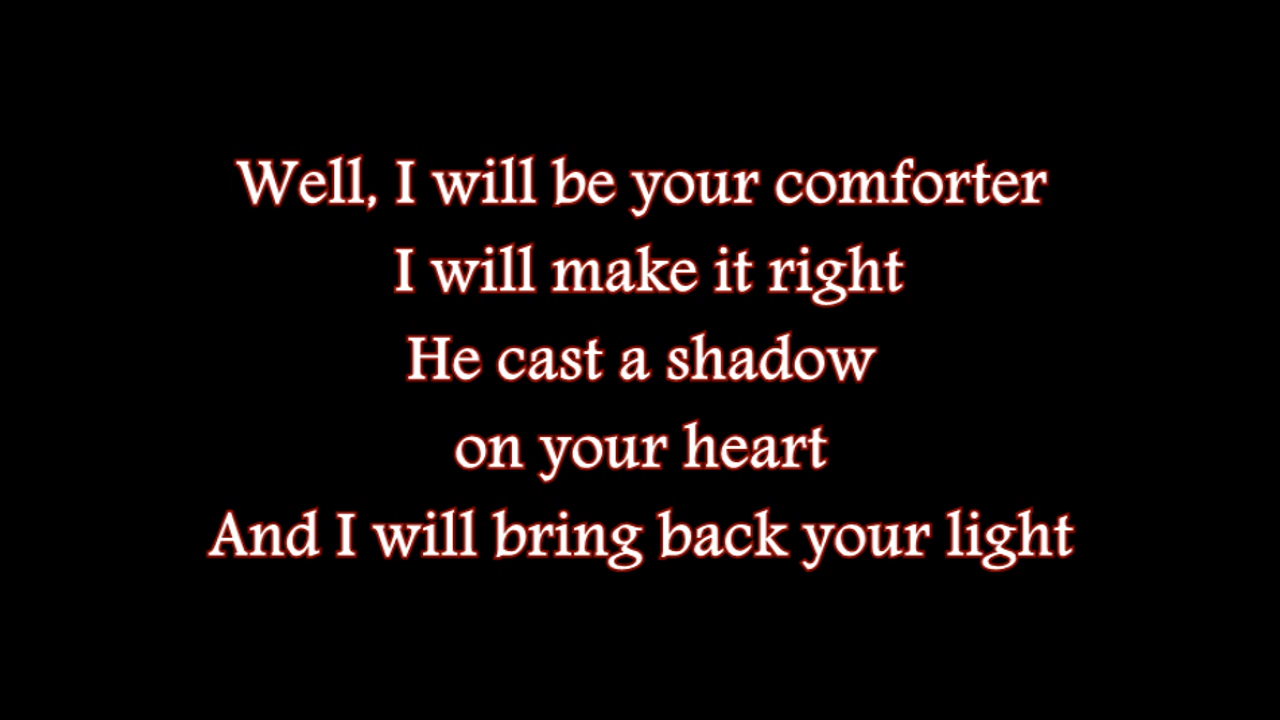 Well, I will be your comforter
I will make it right
He cast a shadow
on your heart
And I will bring back your light